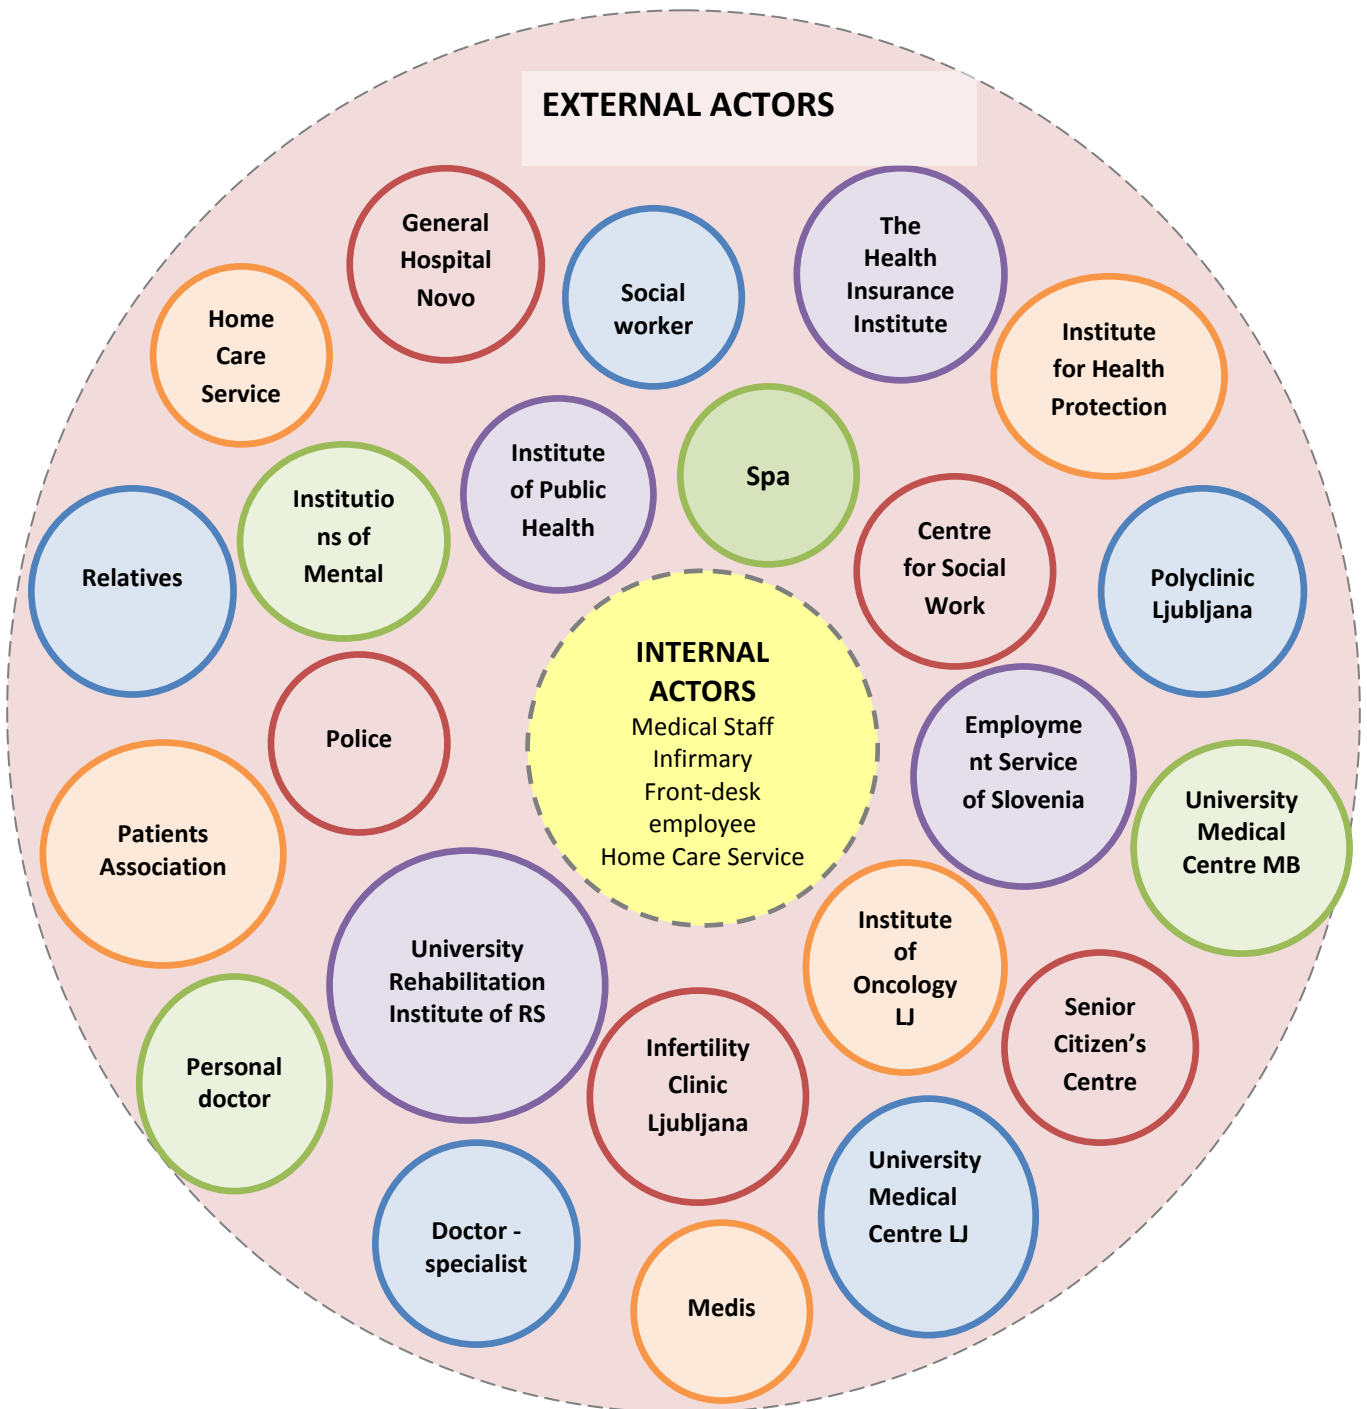 EXTERNAL ACTORS
General
Hospital
Novo
Social
worker
The
Health
Insurance
Institute
Home
Care
Service
Institute
for Health
Protection
Institutio
ns of
Mental
Institute
of Public
Health
Spa
Centre
for Social
Work
Relatives
Polyclinic
Ljubljana
Police
INTERNAL
ACTORS
Medical Staff
Infirmary
Front-desk
employee
Home Care Service
Employme
nt Service
of Slovenia
University
Medical
Centre MB
Patients
Association
University
Rehabilitation
Institute of RS
Institute
of
Oncology
LJ
Senior
Citizen’s
Centre
Personal
doctor
Infertility
Clinic
Ljubljana
University
Medical
Centre LJ
Doctor -
specialist
Medis